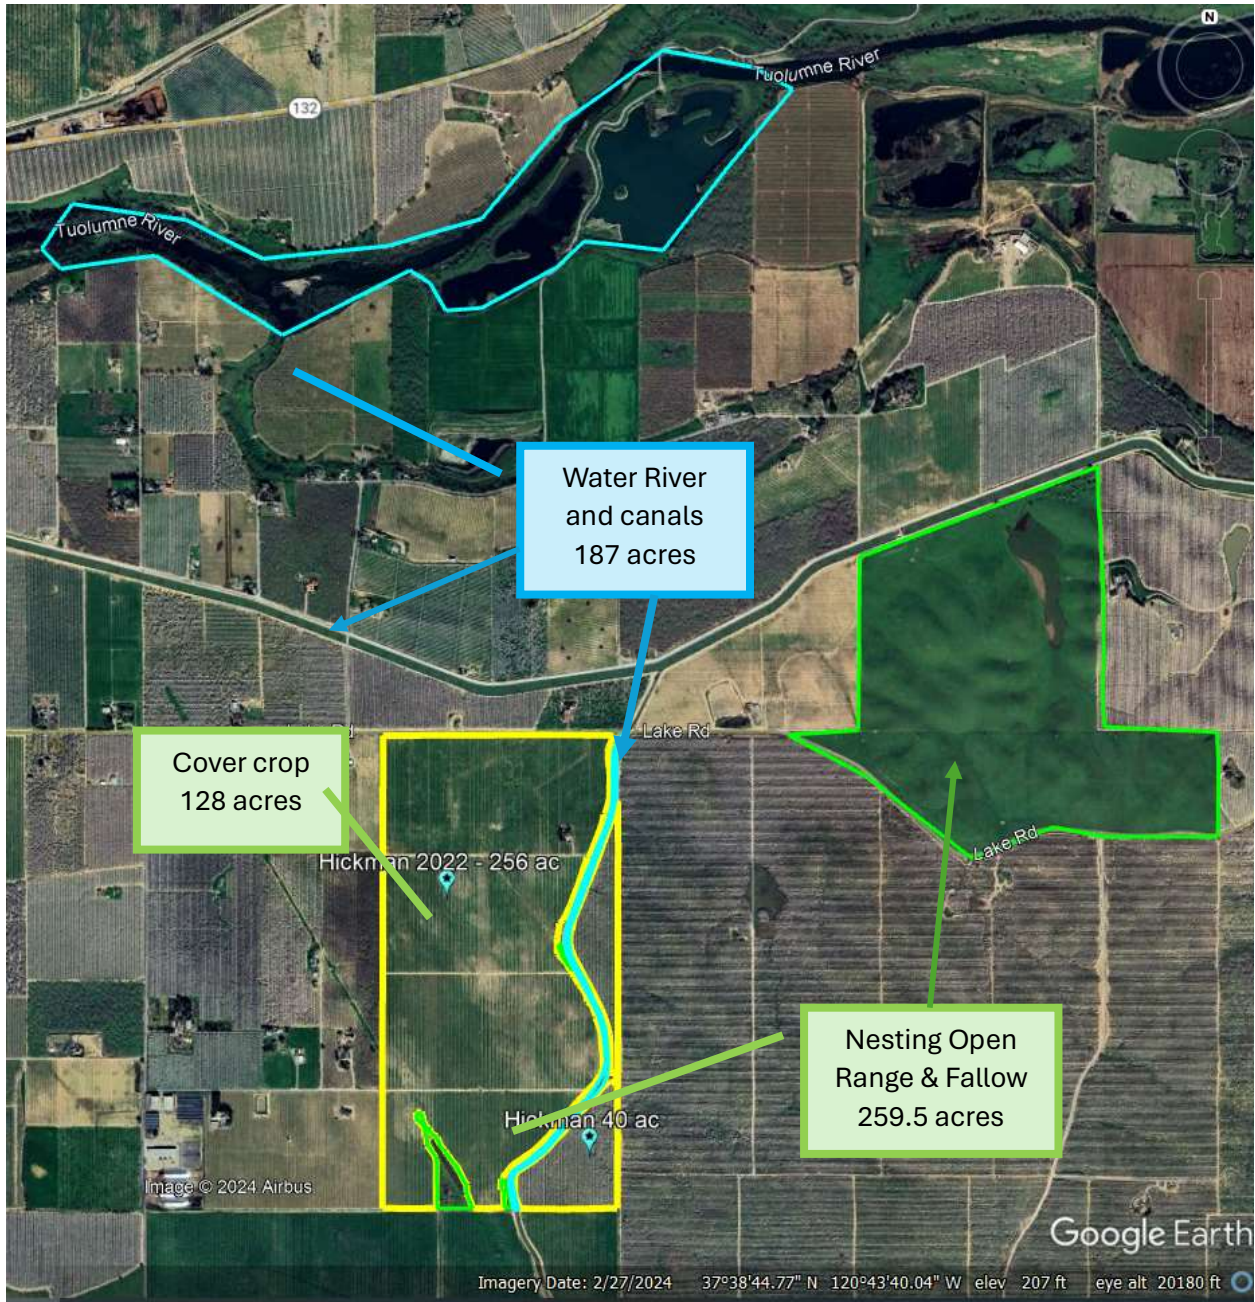 N
Tuolumne River
132
Tuolumne River
Water River
and canals
187 acres
Lake Rd
Cover crop
128 acres
Hickman 2022 - 256 ac
Lake Rd
Nesting Open
Range & Fallow
259.5 acres
Hickman 40 ac
Image © 2024 Airbus
Google Earth
Imagery Date: 2/27/2024 37°38'44.77" N 120°43'40.04" W elev 207 ft eye alt 20180 ft